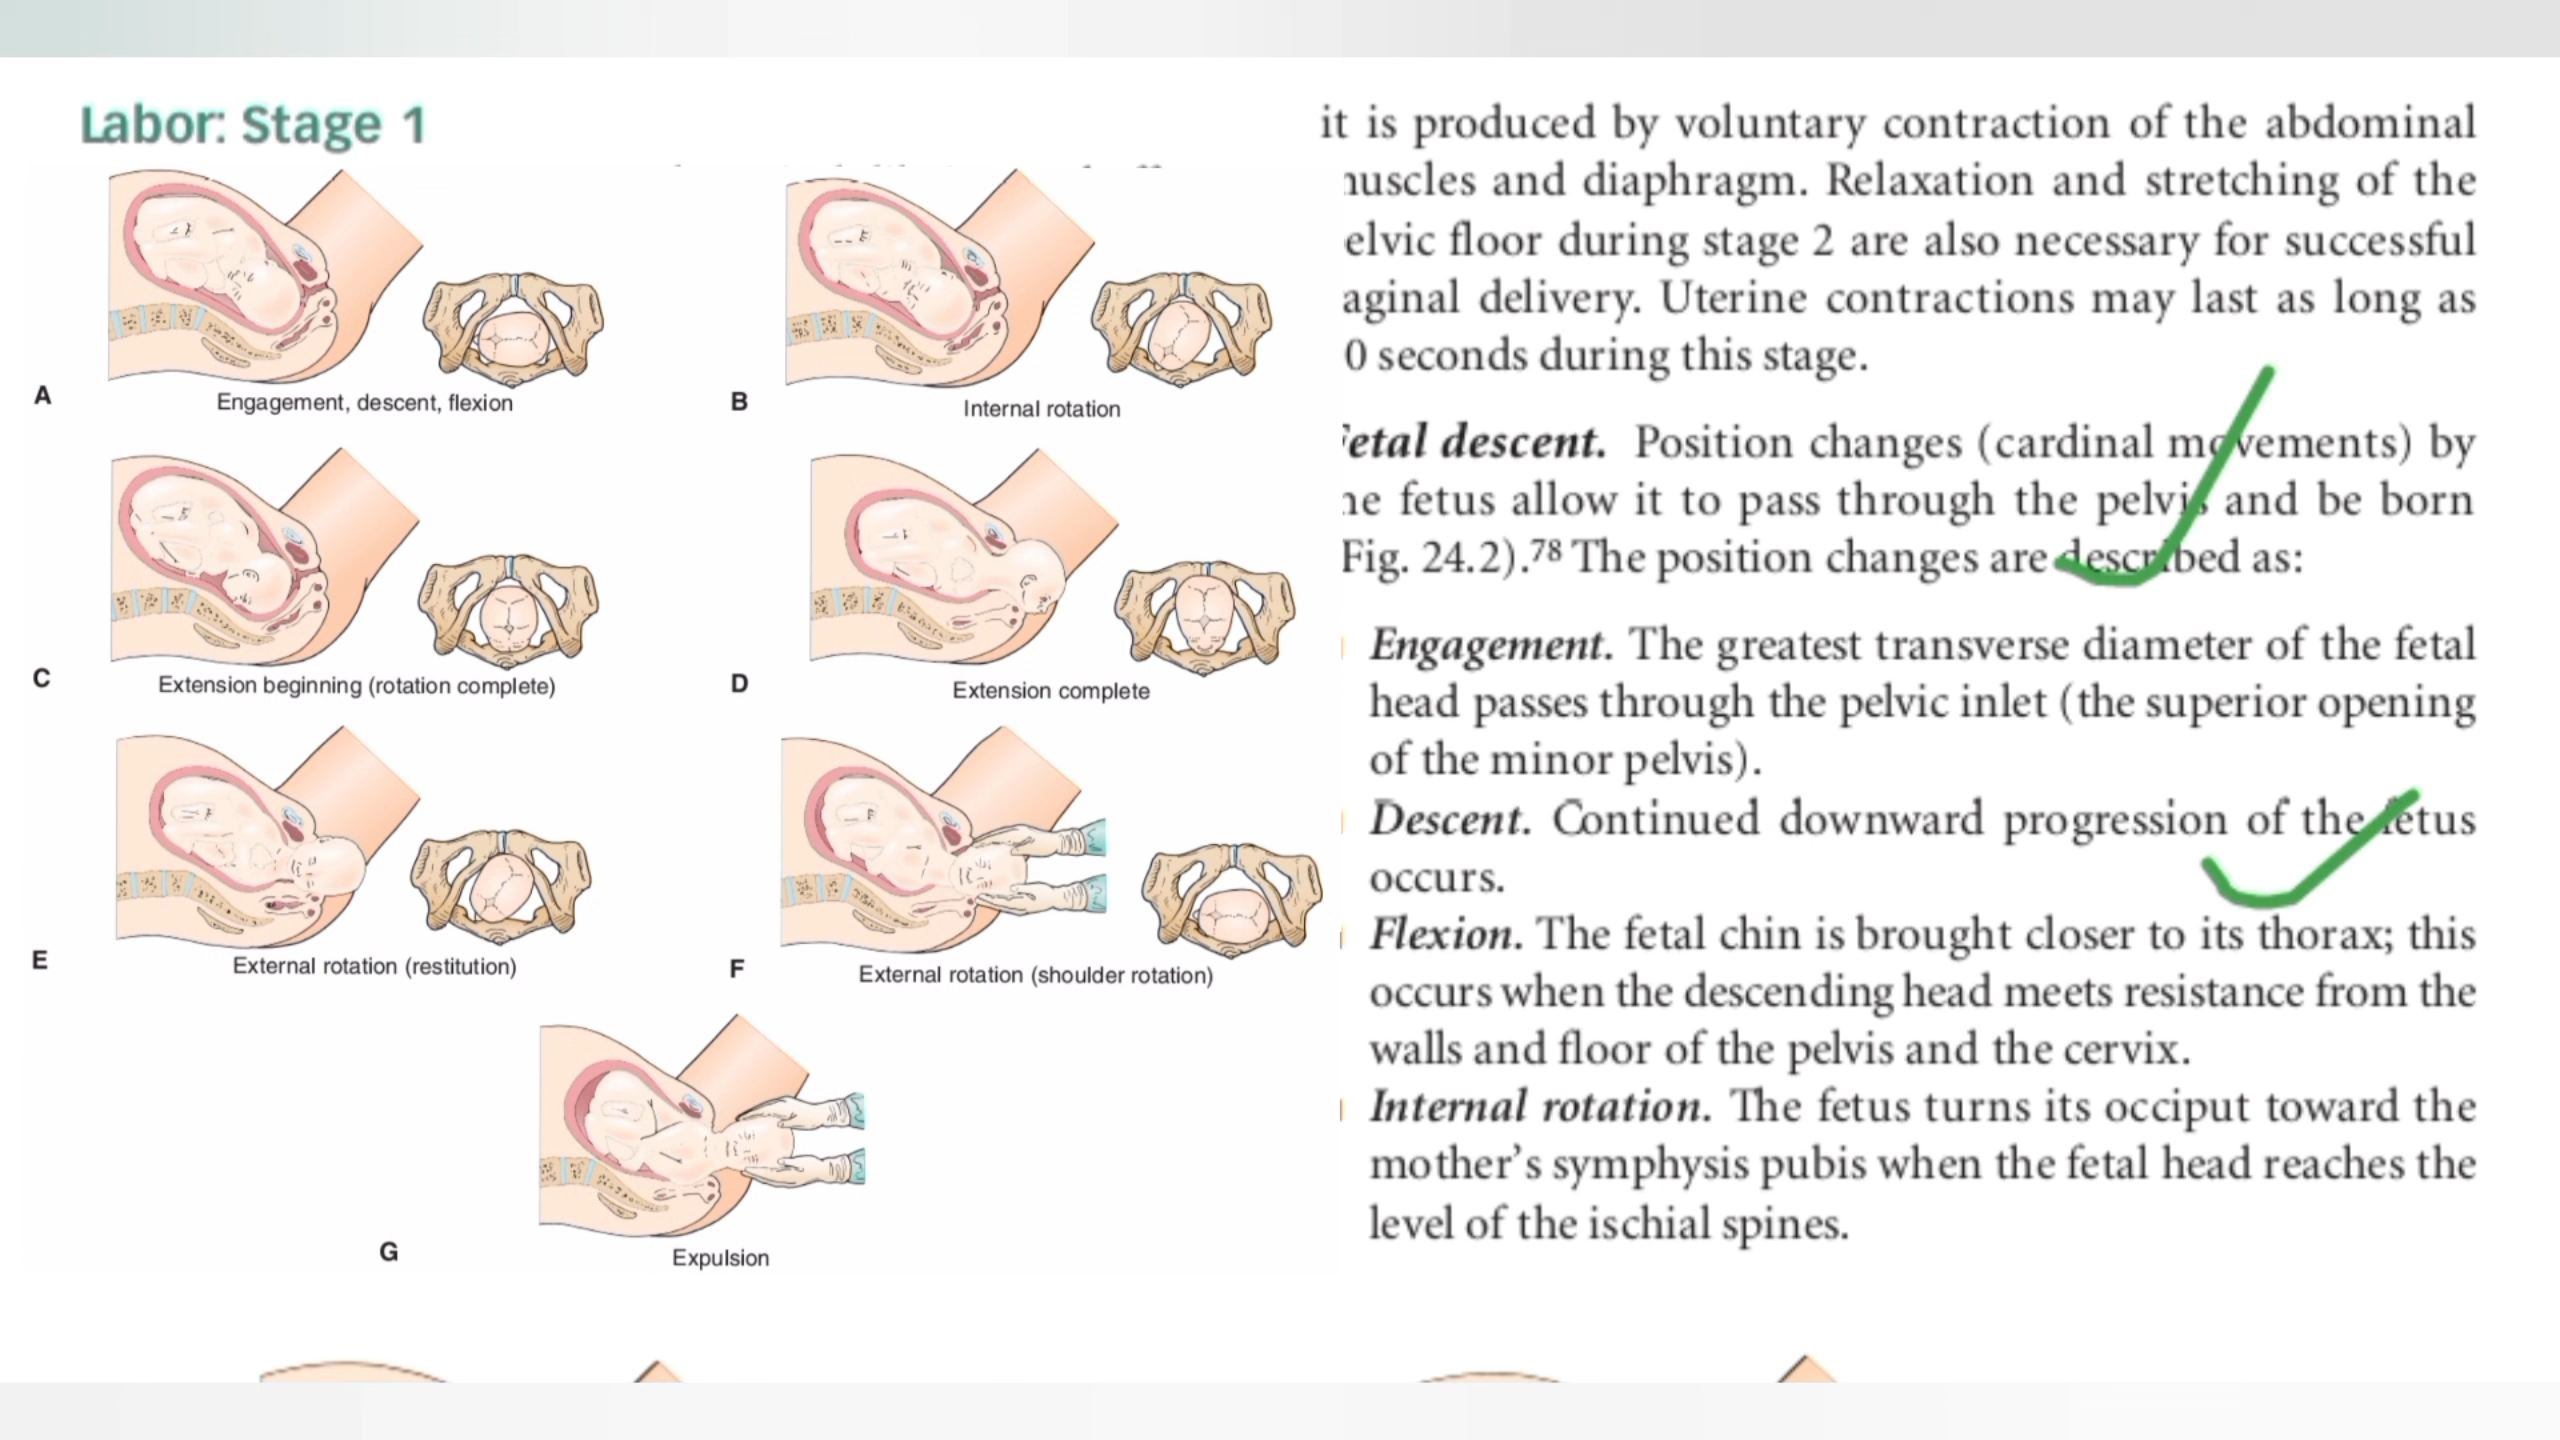 Labor: Stage 1
A
Engagement, descent, flexion
B
Internal rotation
C
Extension beginning (rotation complete)
D
Extension complete
E
External rotation (restitution)
F
External rotation (shoulder rotation)
G
Expulsion
it is produced by voluntary contraction of the abdominal
uscles and diaphragm. Relaxation and stretching of the
elvic floor during stage 2 are also necessary for successful
aginal delivery. Uterine contractions may last as long as
0 seconds during this stage.
etal descent. Position changes (cardinal movements) by
he fetus allow it to pass through the pelvis and be born
Fig. 24.2).78 The position changes are described as:
Engagement. The greatest transverse diameter of the fetal
head passes through the pelvic inlet (the superior opening
of the minor pelvis).
Descent. Continued downward progression of the fetus
occurs.
Flexion. The fetal chin is brought closer to its thorax; this
occurs when the descending head meets resistance from the
walls and floor of the pelvis and the cervix.
Internal rotation. The fetus turns its occiput toward the
mother's symphysis pubis when the fetal head reaches the
level of the ischial spines.